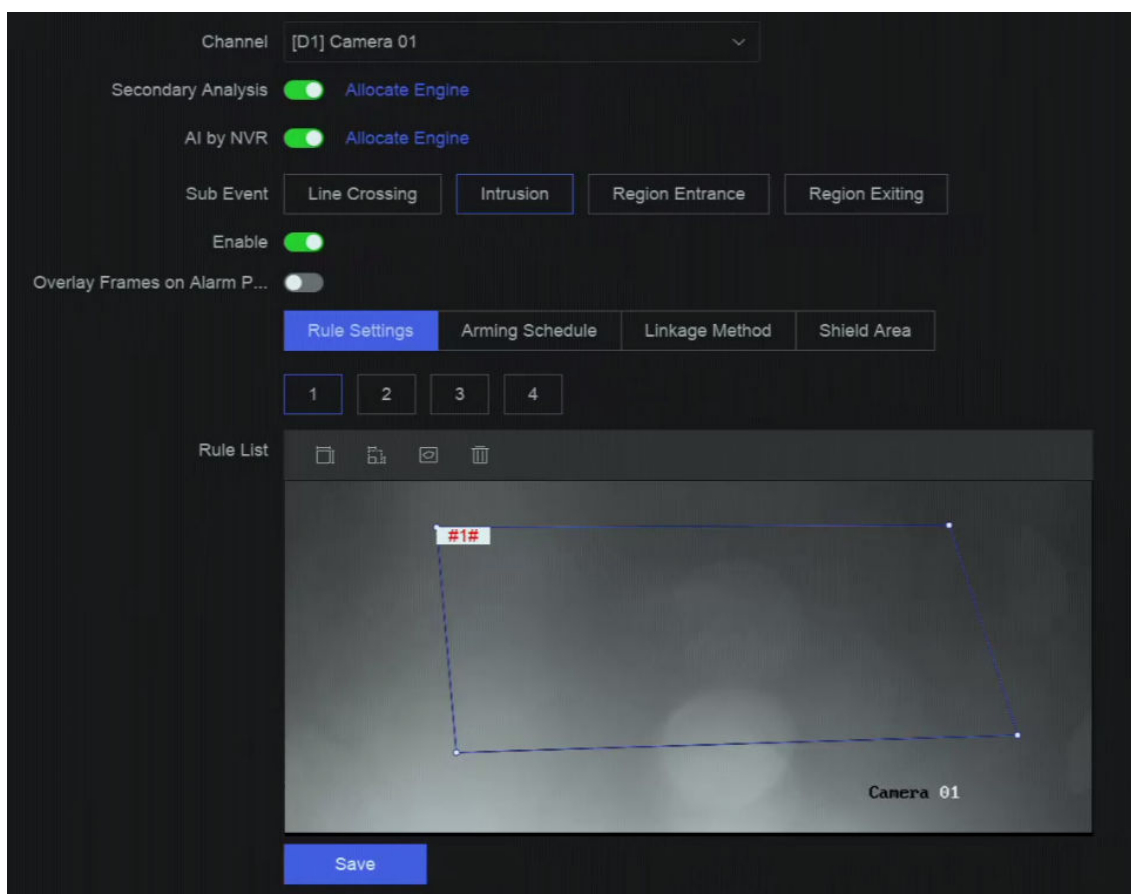 Channel [D1] Camera 01
Secondary Analysis Allocate Engine
AI by NVR Allocate Engine
Sub Event Line Crossing Intrusion Region Entrance Region Exiting
Enable
Overlay Frames on Alarm P...
Rule Settings Arming Schedule Linkage Method Shield Area
1 2 3 4
Rule List
#1#
Camera 01
Save